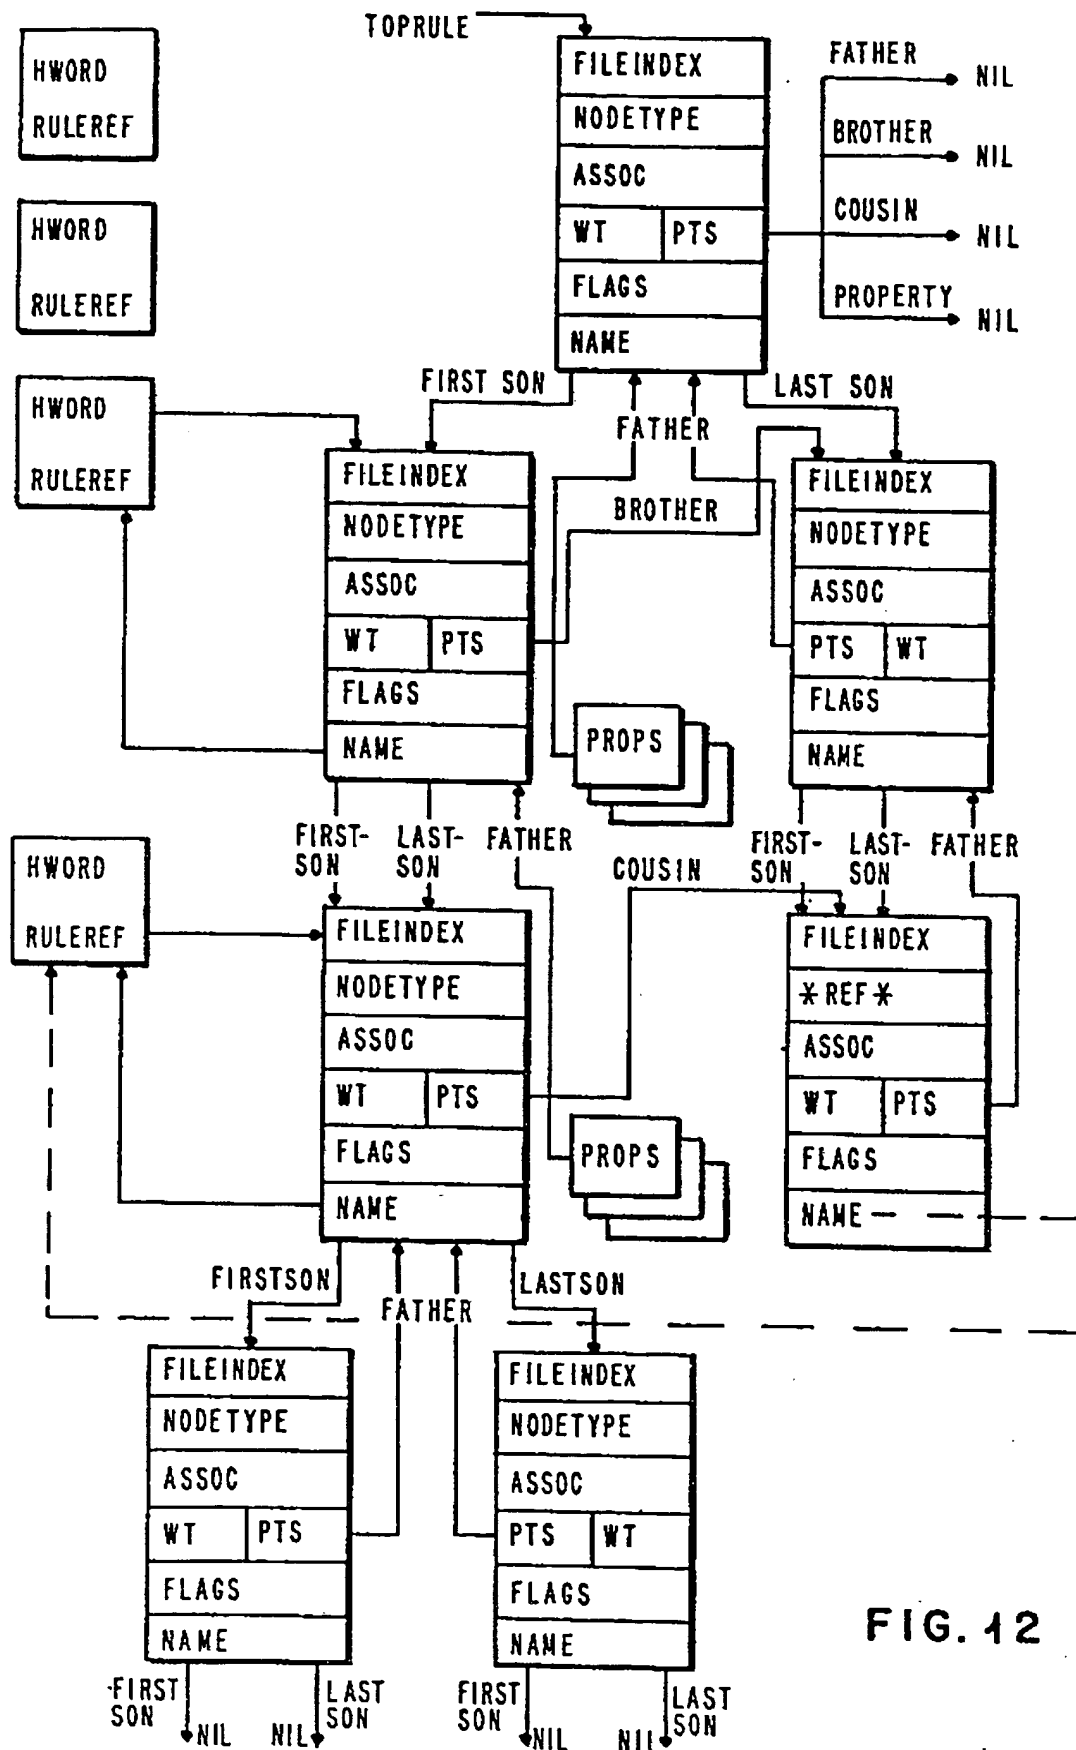 TOPRULE
HWORD
RULEREF
FILEINDEX
NODETYPE
ASSOC
WT PTS
FLAGS
NAME
FATHER NIL
BROTHER NIL
COUSIN NIL
PROPERTY NIL
HWORD
RULEREF
FIRST SON
LAST SON
FATHER
HWORD
RULEREF
FILEINDEX
NODETYPE
ASSOC
WT PTS
FLAGS
NAME
BROTHER
FILEINDEX
NODETYPE
ASSOC
PTS WT
FLAGS
NAME
PROPS
FIRST-
SON
LAST-
SON
FATHER
COUSIN
FIRST-
SON
LAST-
SON
FATHER
HWORD
RULEREF
FILEINDEX
NODETYPE
ASSOC
WT PTS
FLAGS
NAME
FILEINDEX
*REF*
ASSOC
WT PTS
FLAGS
NAME
PROPS
FIRSTSON
FATHER
LASTSON
FILEINDEX
NODETYPE
ASSOC
WT PTS
FLAGS
NAME
FILEINDEX
NODETYPE
ASSOC
PTS WT
FLAGS
NAME
FIRST
SON
NIL
LAST
SON
NIL
FIRST
SON
NIL
LAST
SON
NIL
FIG. 12